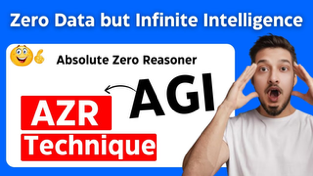 Zero Data but Infinite Intelligence
Absolute Zero Reasoner
AGI
AZR
Technique